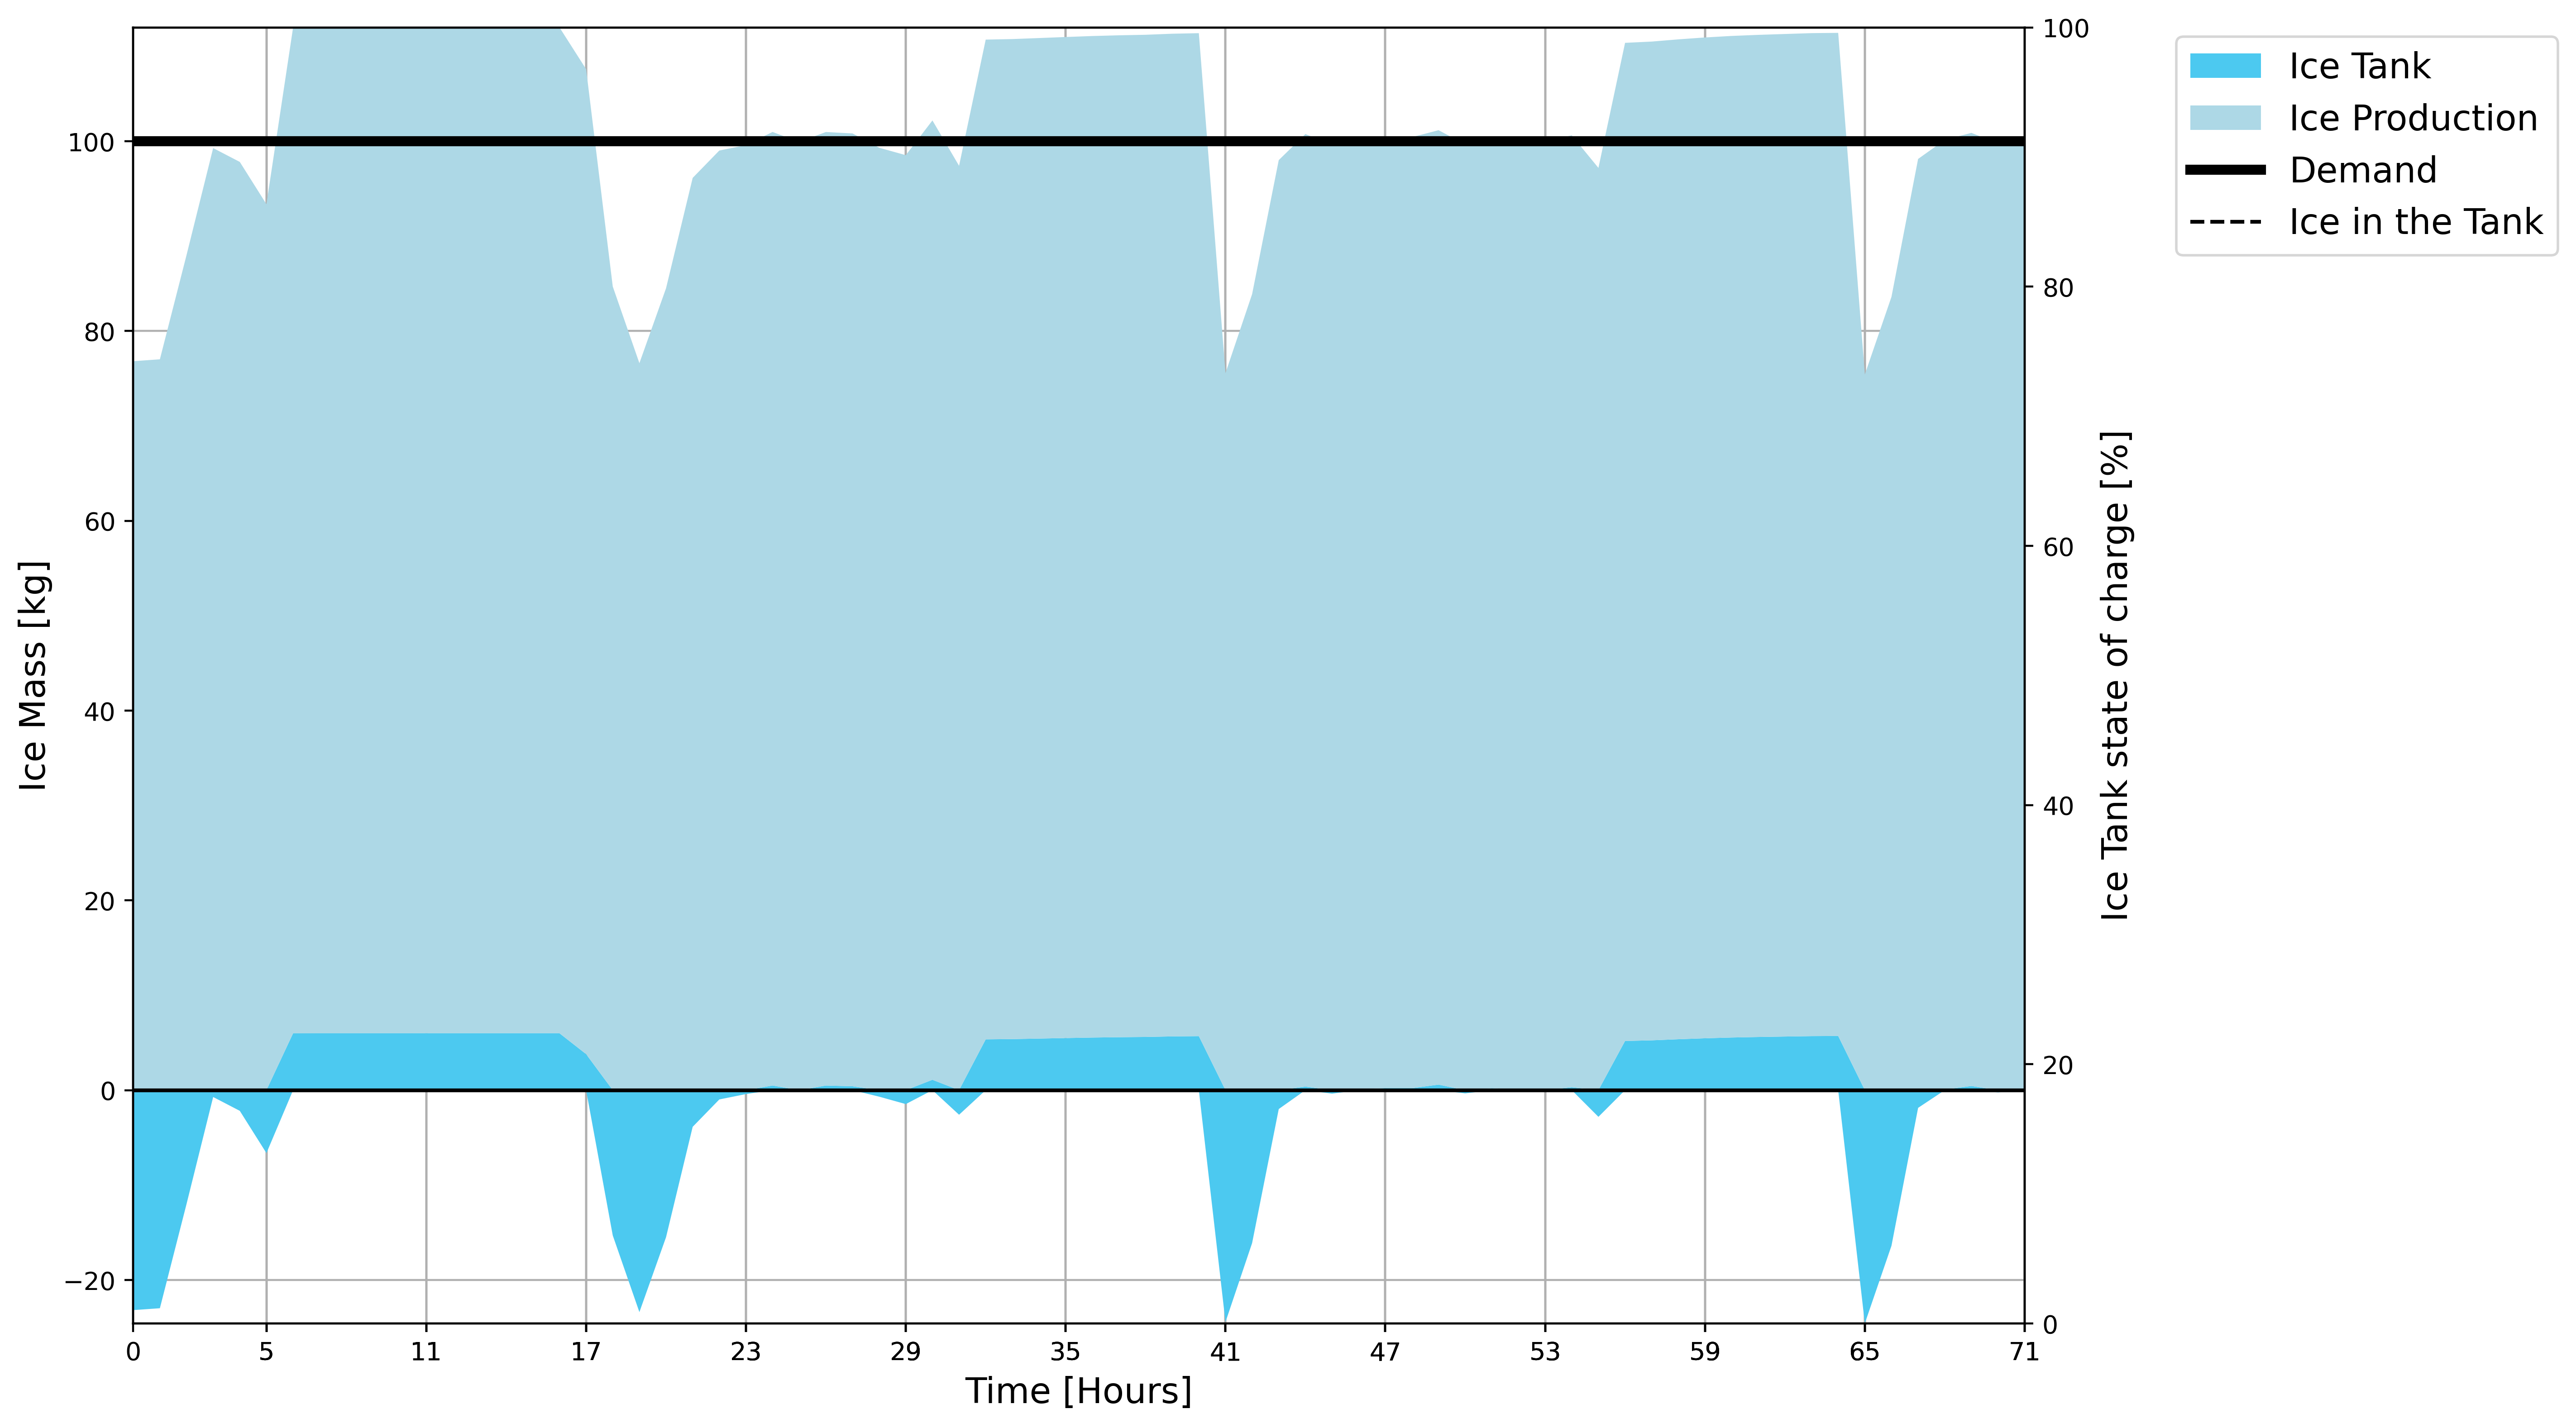 100
80
60
40
20
0
−20
Ice Mass [kg]
0 5 11 17 23 29 35 41 47 53 59 65 71
Time [Hours]
100
80
60
40
20
0
Ice Tank state of charge [%]
Ice Tank
Ice Production
Demand
Ice in the Tank